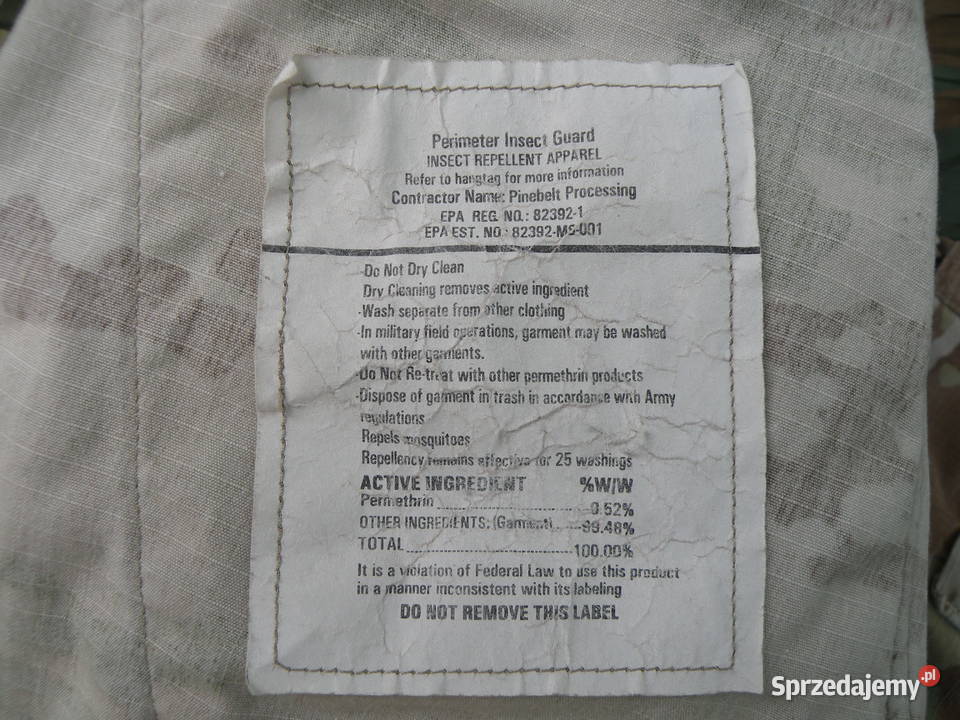 Perimeter Insect Guard
INSECT REPELLENT APPAREL
Refer to hangtag for more information
Contractor Name: Pinebelt Processing
EPA REG. NO.: 82392-1
EPA EST. NO.: 82392-MS-001
-Do Not Dry Clean
Dry Cleaning removes active ingredient
-Wash separate from other clothing
-In military field operations, garment may be washed
with other garments.
-Do Not Re-treat with other permethrin products
-Dispose of garment in trash in accordance with Army
regulations
Repels mosquitoes
Repellency remains effective for 25 washings
ACTIVE INGREDIENT %W/W
Permethrin 0.52%
OTHER INGREDIENTS: (Garment) 99.48%
TOTAL 100.00%
It is a violation of Federal Law to use this product
in a manner inconsistent with its labeling
DO NOT REMOVE THIS LABEL
Sprzedajemy.pl